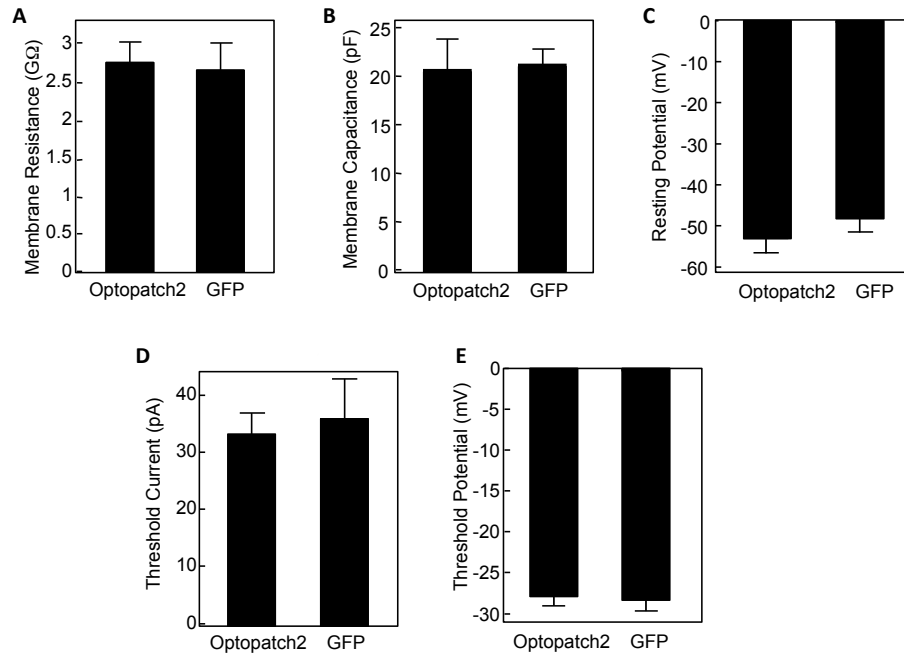 A
Membrane Resistance (GΩ)
3
2.5
2
1.5
1
0.5
0
Optopatch2 GFP
B
Membrane Capacitance (pF)
25
20
15
10
5
0
Optopatch2 GFP
C
Resting Potential (mV)
0
-10
-20
-30
-40
-50
-60
Optopatch2 GFP
D
Threshold Current (pA)
40
30
20
10
0
Optopatch2 GFP
E
Threshold Potential (mV)
0
-5
-10
-15
-20
-25
-30
Optopatch2 GFP